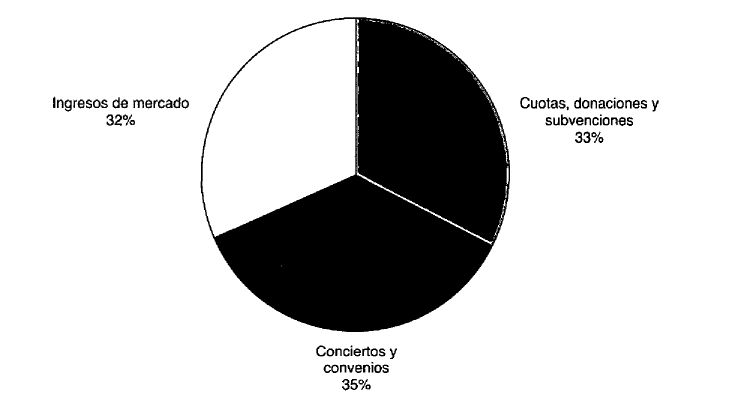 Ingresos de mercado
32%
Cuotas, donaciones y
subvenciones
33%
Conciertos y
convenios
35%